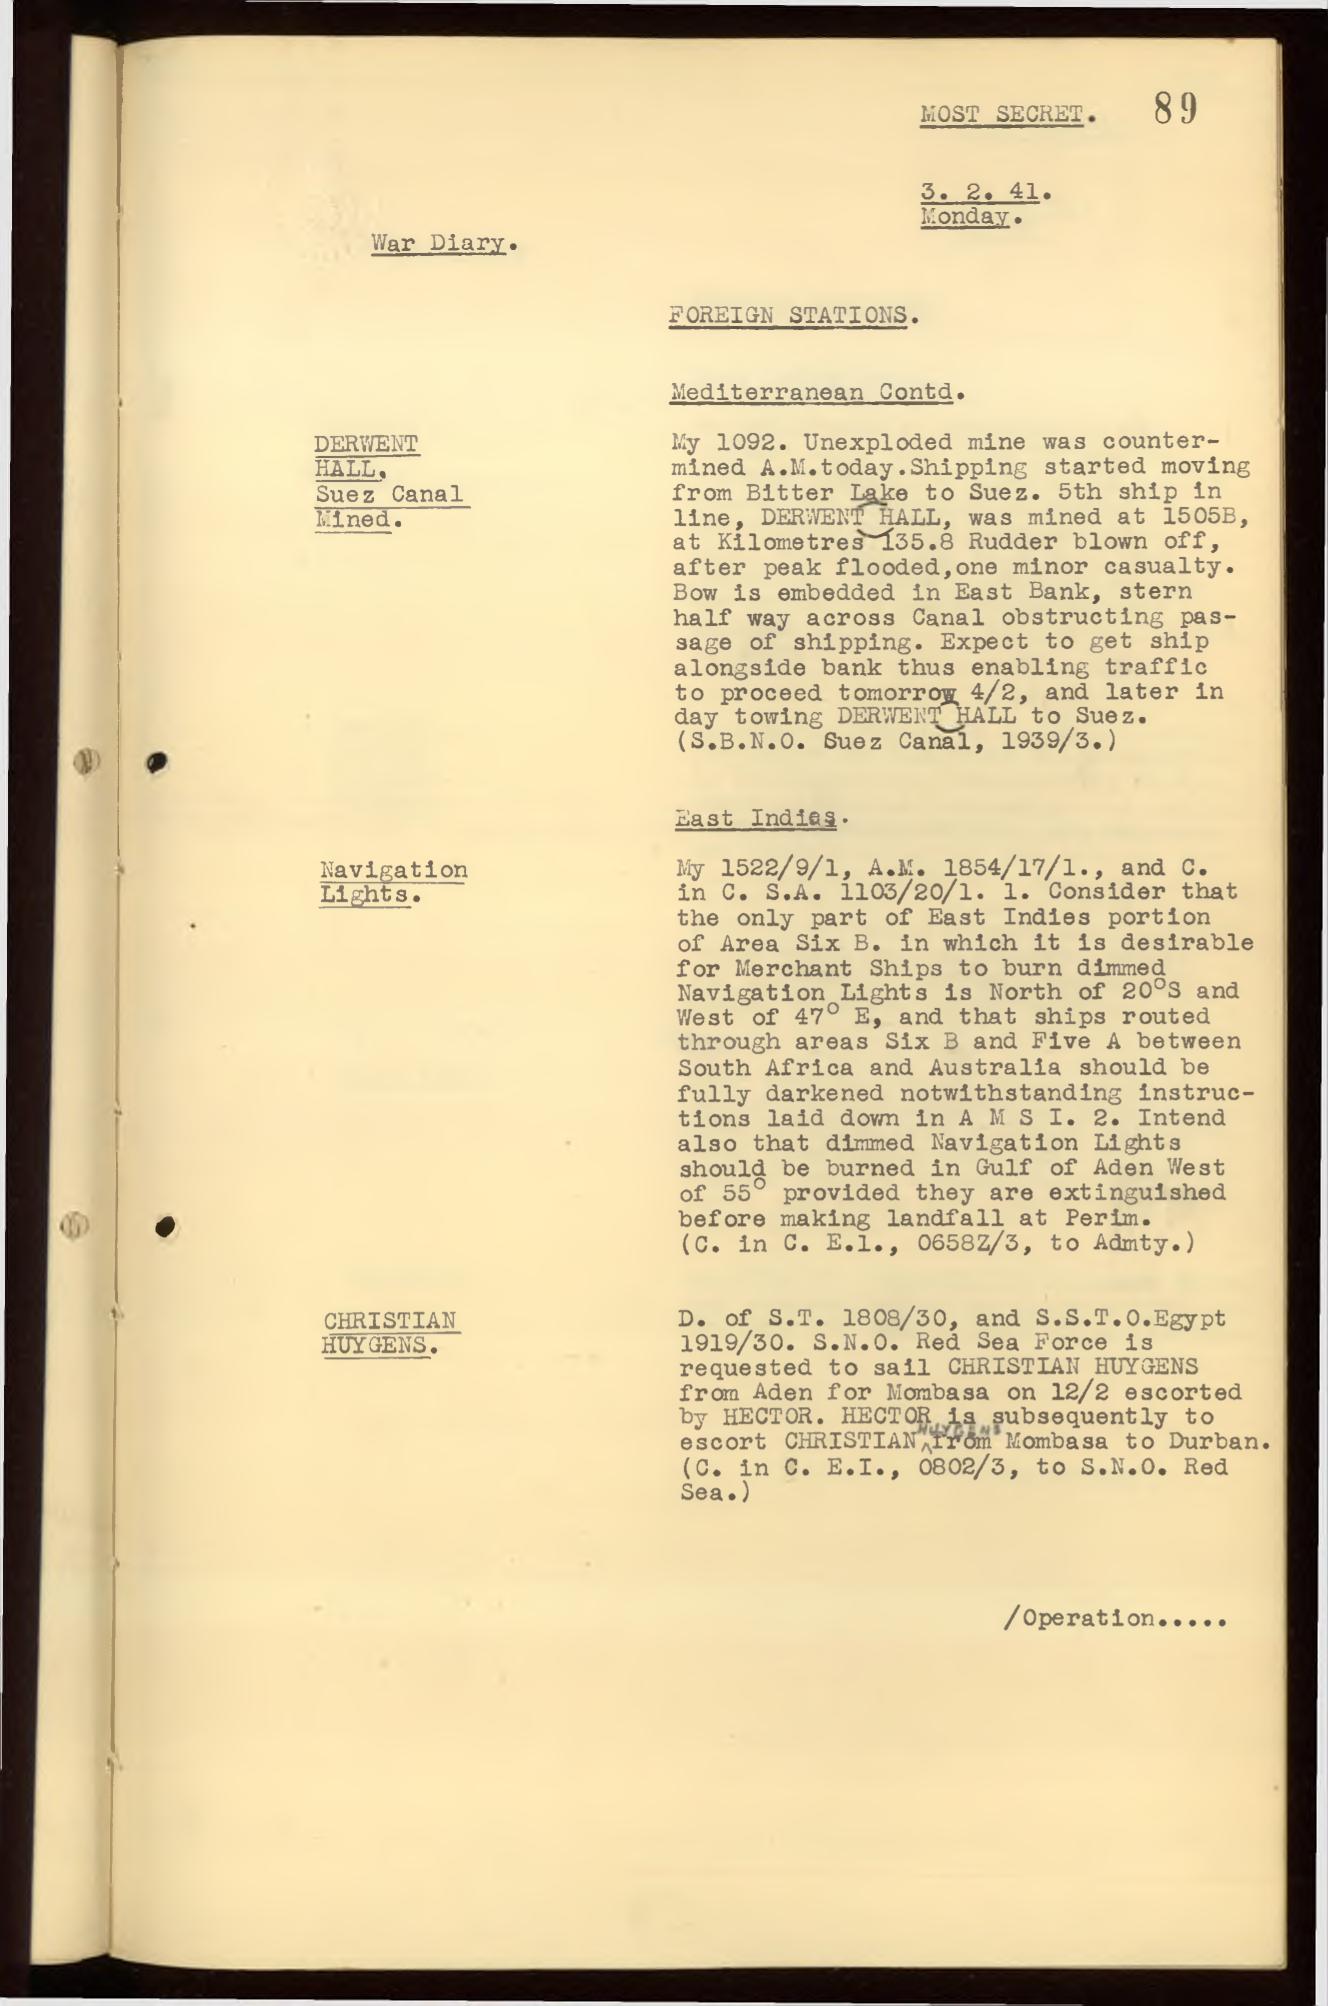 MOST SECRET. 89
3. 2. 41.
Monday.
War Diary.
FOREIGN STATIONS.
Mediterranean Contd.
DERWENT
HALL,
Suez Canal
Mined.
My 1092. Unexploded mine was counter-
mined A.M.today.Shipping started moving
from Bitter Lake to Suez. 5th ship in
line, DERWENT HALL, was mined at 1505B,
at Kilometres 135.8 Rudder blown off,
after peak flooded,one minor casualty.
Bow is embedded in East Bank, stern
half way across Canal obstructing pas-
sage of shipping. Expect to get ship
alongside bank thus enabling traffic
to proceed tomorrow 4/2, and later in
day towing DERWENT HALL to Suez.
(S.B.N.O. Suez Canal, 1939/3.)
East Indies.
Navigation
Lights.
My 1522/9/1, A.M. 1854/17/1., and C.
in C. S.A. 1103/20/1. 1. Consider that
the only part of East Indies portion
of Area Six B. in which it is desirable
for Merchant Ships to burn dimmed
Navigation Lights is North of 20°S and
West of 47° E, and that ships routed
through areas Six B and Five A between
South Africa and Australia should be
fully darkened notwithstanding instruc-
tions laid down in A M S I. 2. Intend
also that dimmed Navigation Lights
should be burned in Gulf of Aden West
of 55° provided they are extinguished
before making landfall at Perim.
(C. in C. E.1., 0658Z/3, to Admty.)
CHRISTIAN
HUYGENS.
D. of S.T. 1808/30, and S.S.T.O.Egypt
1919/30. S.N.O. Red Sea Force is
requested to sail CHRISTIAN HUYGENS
from Aden for Mombasa on 12/2 escorted
by HECTOR. HECTOR is subsequently to
escort CHRISTIAN HUYGENS from Mombasa to Durban.
(C. in C. E.I., 0802/3, to S.N.O. Red
Sea.)
/Operation.....